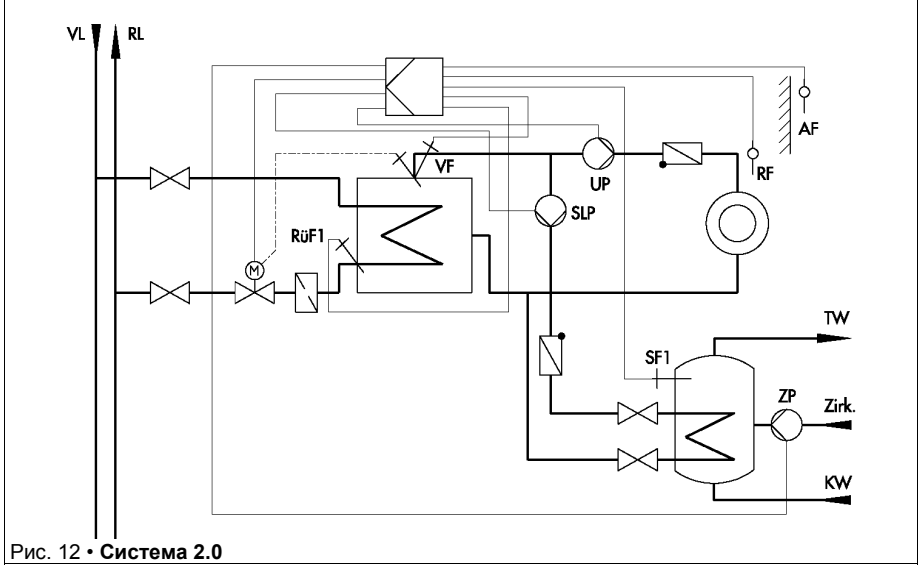 VL
RL
AF
VF
RF
UP
SLP
RüF1
M
TW
SF1
ZP
Zirk.
KW
Рис. 12 • Система 2.0